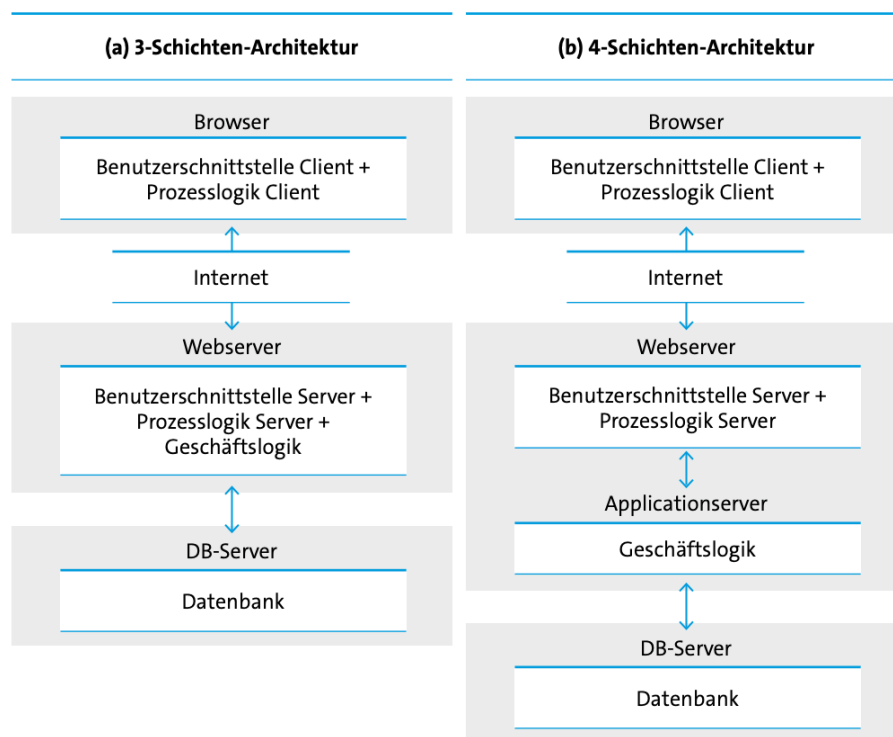 (a) 3-Schichten-Architektur
Browser
Benutzerschnittstelle Client +
Prozesslogik Client
Internet
Webserver
Benutzerschnittstelle Server +
Prozesslogik Server +
Geschäftslogik
DB-Server
Datenbank
(b) 4-Schichten-Architektur
Browser
Benutzerschnittstelle Client +
Prozesslogik Client
Internet
Webserver
Benutzerschnittstelle Server +
Prozesslogik Server
Applicationserver
Geschäftslogik
DB-Server
Datenbank